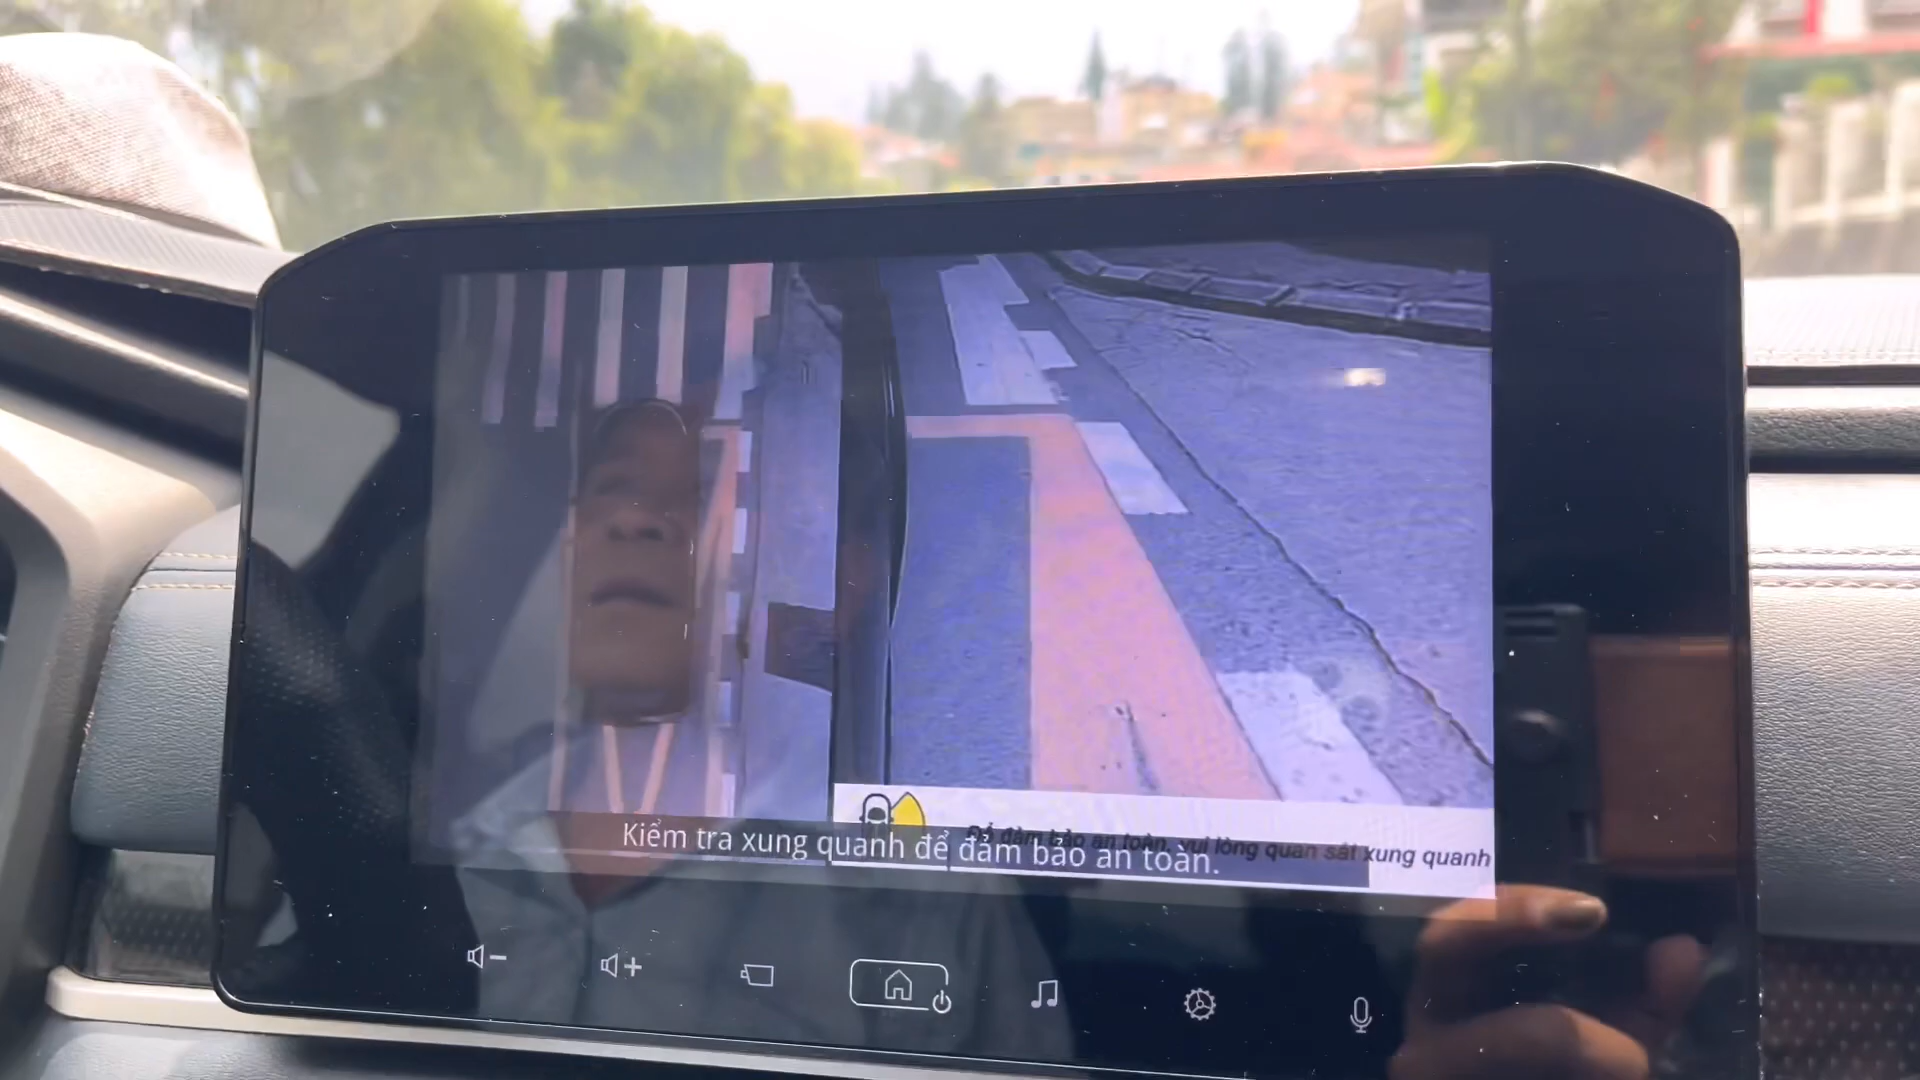 Để đảm bảo an toàn, vui lòng quan sát xung quanh
Kiểm tra xung quanh để đảm bảo an toàn.